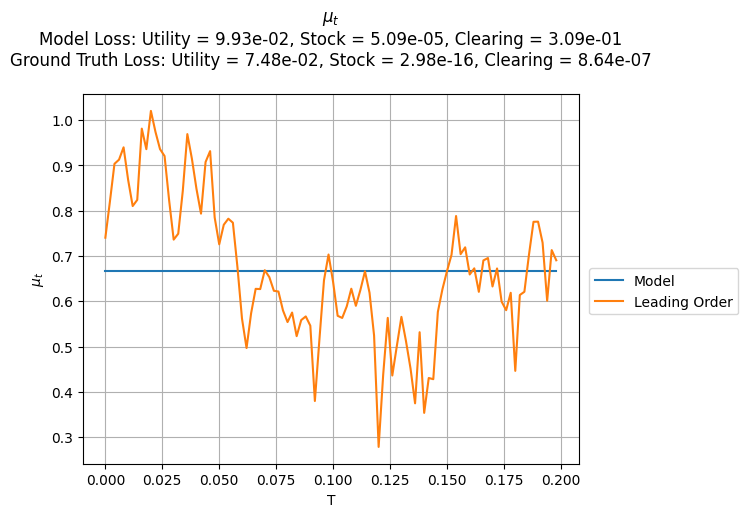 μt
Model Loss: Utility = 9.93e-02, Stock = 5.09e-05, Clearing = 3.09e-01
Ground Truth Loss: Utility = 7.48e-02, Stock = 2.98e-16, Clearing = 8.64e-07
1.0
0.9
0.8
0.7
0.6
0.5
0.4
0.3
μt
0.000 0.025 0.050 0.075 0.100 0.125 0.150 0.175 0.200
T
Model
Leading Order